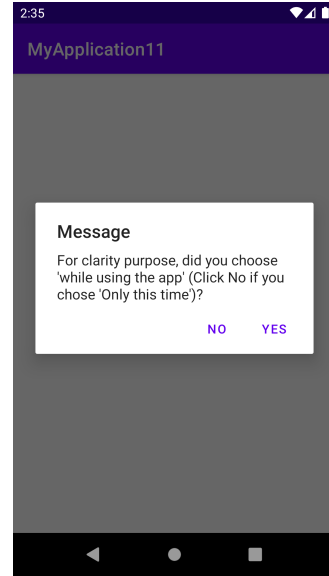 2:35
MyApplication11
Message
For clarity purpose, did you choose
'while using the app' (Click No if you
chose 'Only this time')?
NO YES